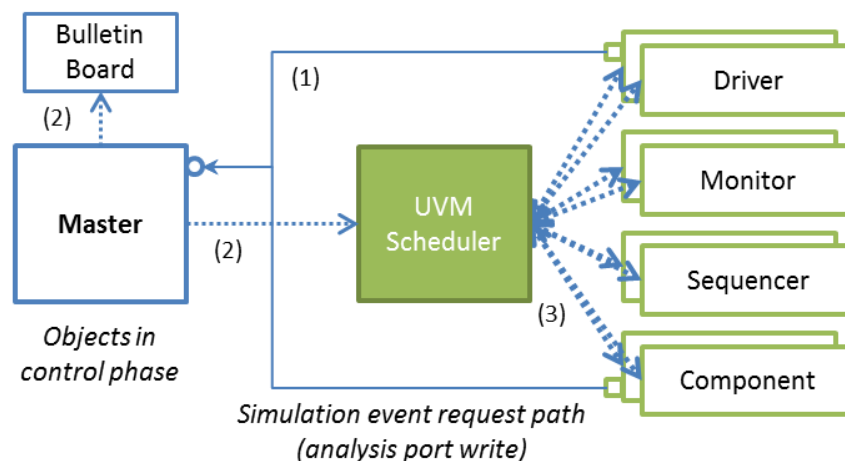 Bulletin
Board
(1)
Driver
(2)
Monitor
Master
UVM
Scheduler
(2)
Sequencer
(3)
Objects in
control phase
Component
Simulation event request path
(analysis port write)